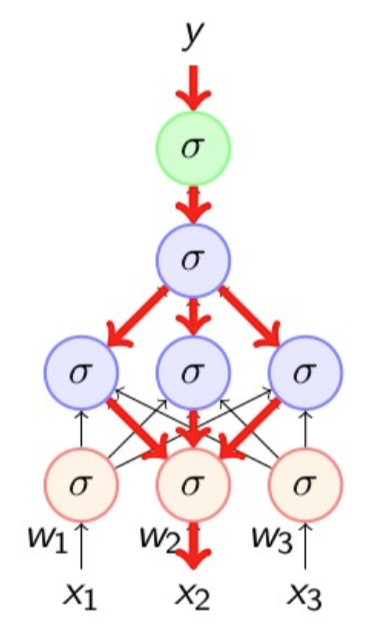 y
σ
σ
σ σ σ
σ σ σ
w₁ w₂ w₃
x₁ x₂ x₃